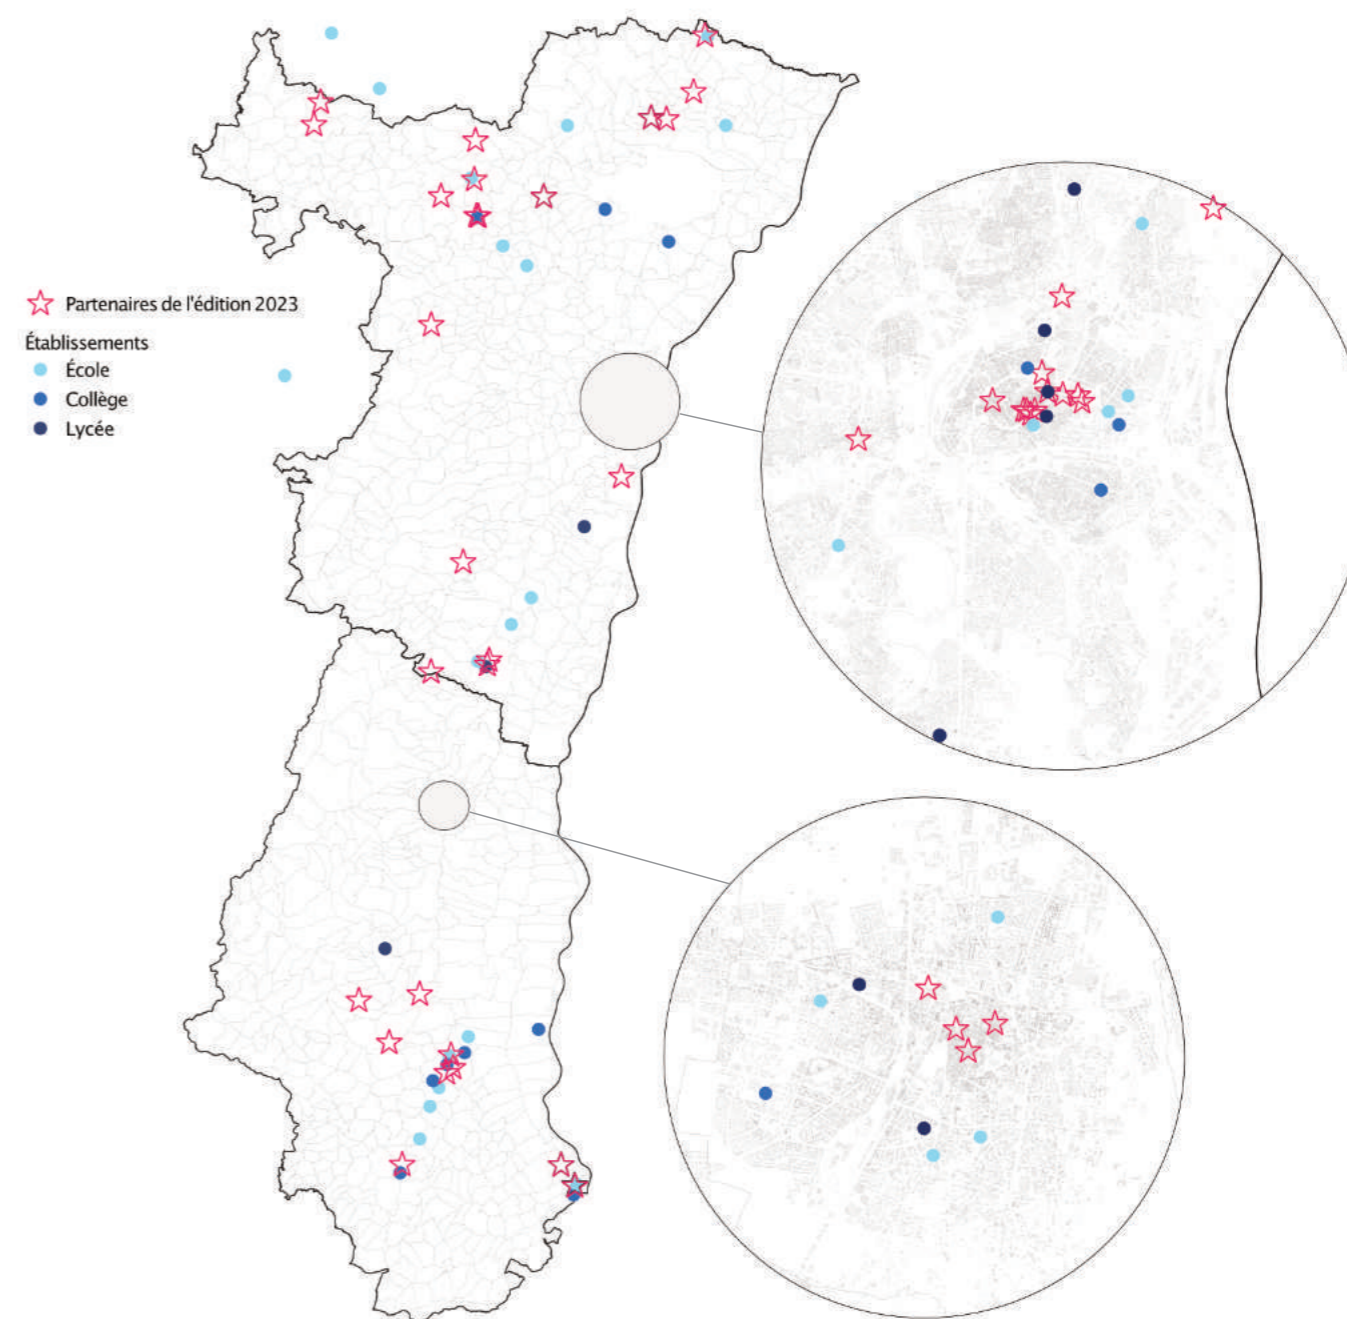 Partenaires de l'édition 2023
Établissements
École
Collège
Lycée